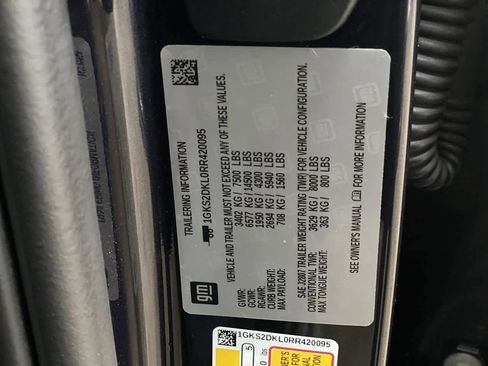 TRAILERING INFORMATION
1GKS2DKL0RR420095
VEHICLE AND TRAILER MUST NOT EXCEED ANY OF THESE VALUES.
GVWR: 3402 KG / 7500 LBS
GCWR: 6577 KG / 14500 LBS
RGAWR: 1950 KG / 4300 LBS
CURB WEIGHT: 2694 KG / 5940 LBS
MAX PAYLOAD: 708 KG / 1560 LBS
SAE J2807 TRAILER WEIGHT RATING (TWR) FOR VEHICLE CONFIGURATION.
CONVENTIONAL TWR: 3629 KG / 8000 LBS
MAX TONGUE WEIGHT: 363 KG / 800 LBS
SEE OWNER'S MANUAL FOR MORE INFORMATION
gm
1GKS2DKL0RR420095